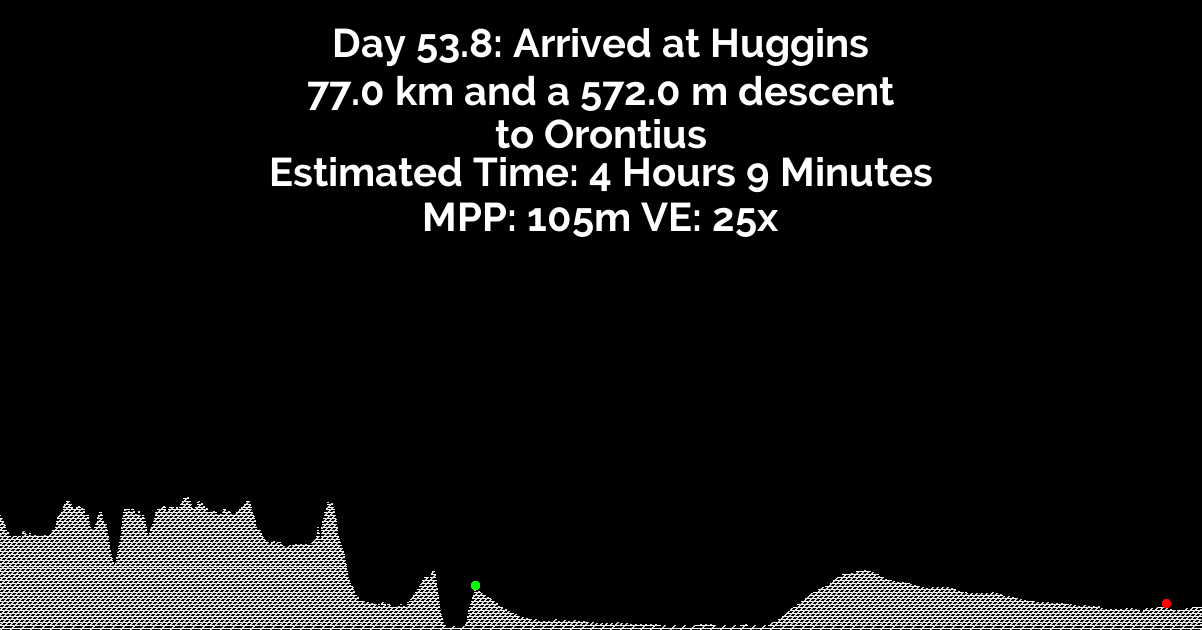 Day 53.8: Arrived at Huggins
77.0 km and a 572.0 m descent
to Orontius
Estimated Time: 4 Hours 9 Minutes
MPP: 105m VE: 25x